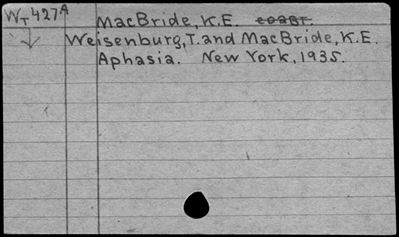 WT427A MacBride, K.E.
Weisenburg, T. and MacBride, K.E.
Aphasia. New York, 1935.